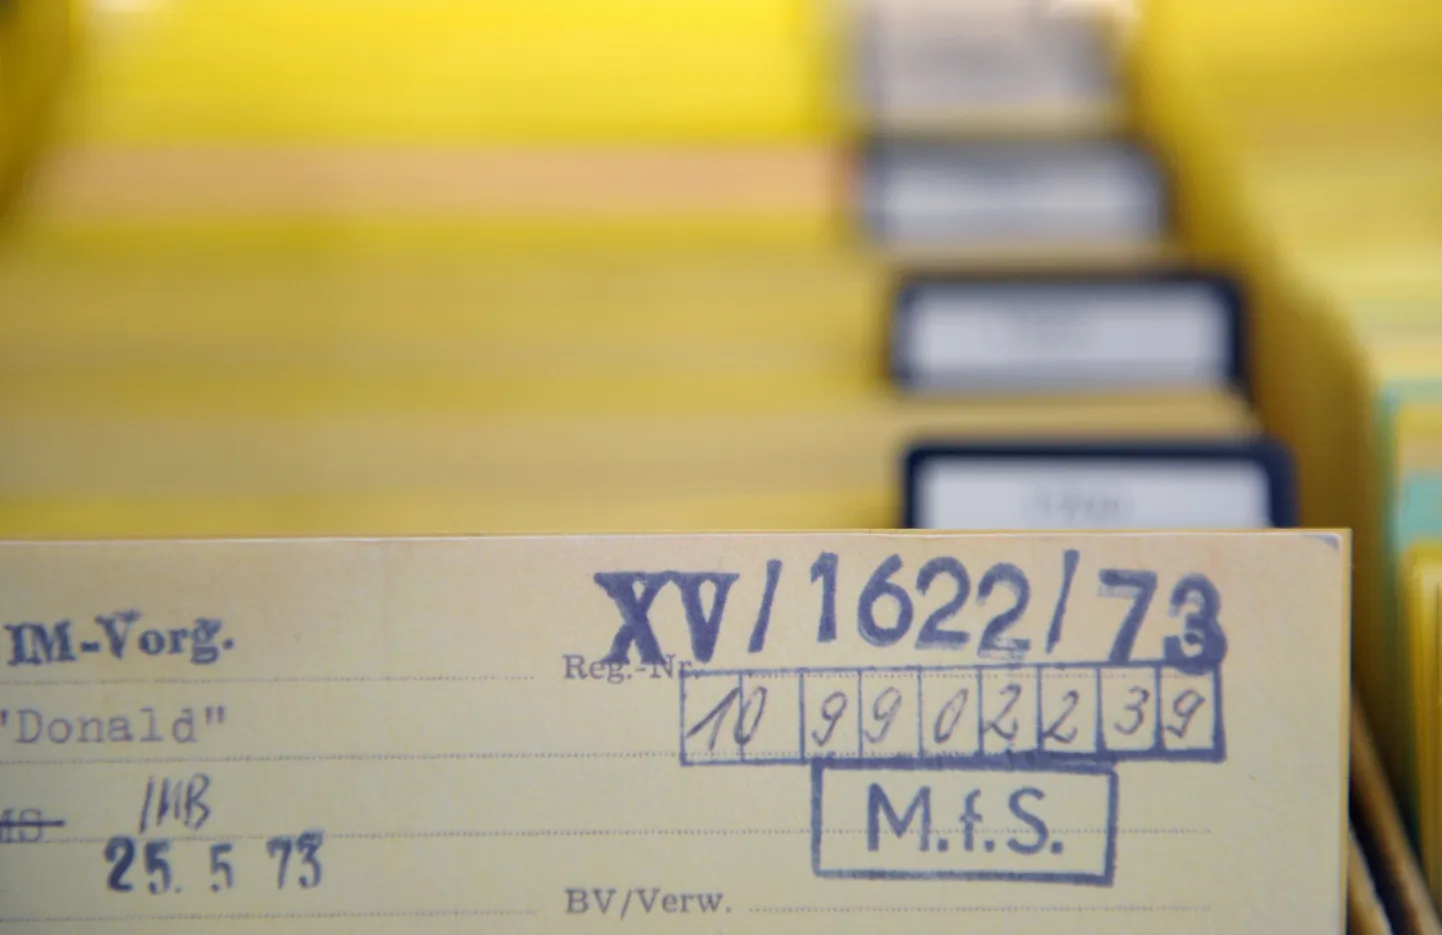 XV/1622/73
IM-Vorg.
Reg.-Nr.
10 9 9 0 2 2 3 9
"Donald"
M.f.S.
25. 5 73
BV/Verw.